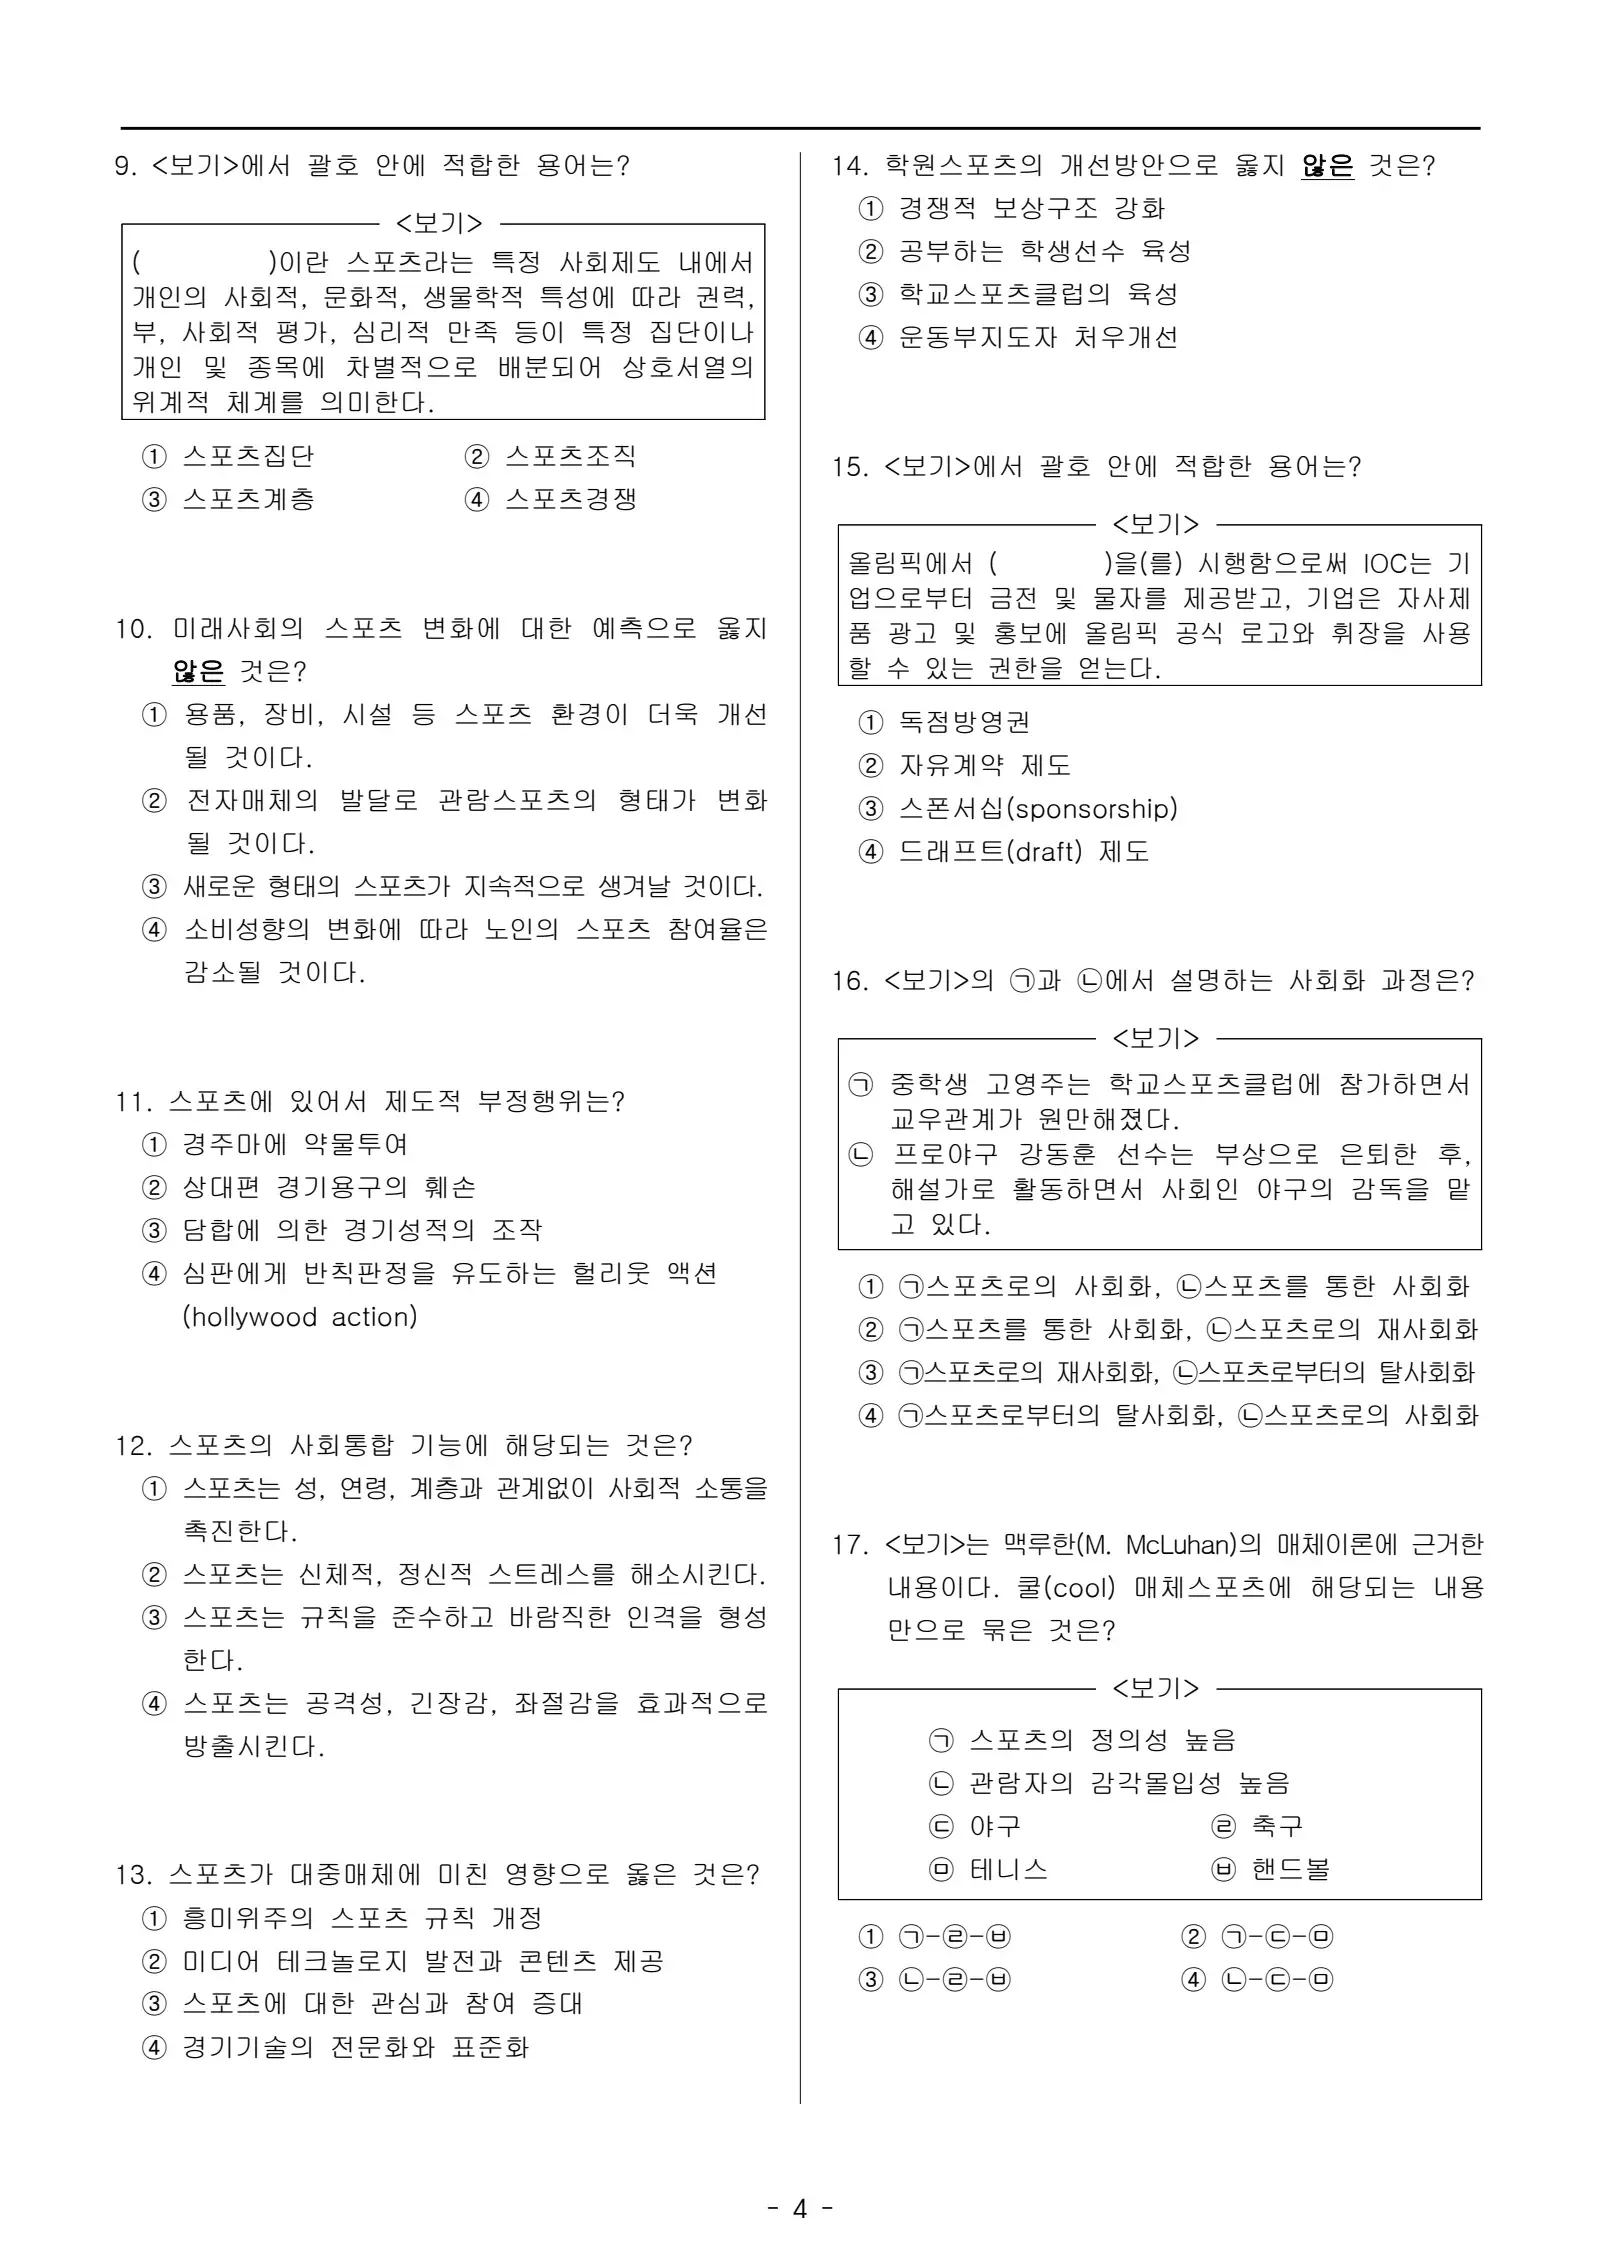 9. <보기>에서 괄호 안에 적합한 용어는?
<보기>
(          )이란 스포츠라는 특정 사회제도 내에서
개인의 사회적, 문화적, 생물학적 특성에 따라 권력,
부, 사회적 평가, 심리적 만족 등이 특정 집단이나
개인 및 종목에 차별적으로 배분되어 상호서열의
위계적 체계를 의미한다.
① 스포츠집단 ② 스포츠조직
③ 스포츠계층 ④ 스포츠경쟁
10. 미래사회의 스포츠 변화에 대한 예측으로 옳지
않은 것은?
① 용품, 장비, 시설 등 스포츠 환경이 더욱 개선
될 것이다.
② 전자매체의 발달로 관람스포츠의 형태가 변화
될 것이다.
③ 새로운 형태의 스포츠가 지속적으로 생겨날 것이다.
④ 소비성향의 변화에 따라 노인의 스포츠 참여율은
감소될 것이다.
11. 스포츠에 있어서 제도적 부정행위는?
① 경주마에 약물투여
② 상대편 경기용구의 훼손
③ 담합에 의한 경기성적의 조작
④ 심판에게 반칙판정을 유도하는 헐리웃 액션
(hollywood action)
12. 스포츠의 사회통합 기능에 해당되는 것은?
① 스포츠는 성, 연령, 계층과 관계없이 사회적 소통을
촉진한다.
② 스포츠는 신체적, 정신적 스트레스를 해소시킨다.
③ 스포츠는 규칙을 준수하고 바람직한 인격을 형성
한다.
④ 스포츠는 공격성, 긴장감, 좌절감을 효과적으로
방출시킨다.
13. 스포츠가 대중매체에 미친 영향으로 옳은 것은?
① 흥미위주의 스포츠 규칙 개정
② 미디어 테크놀로지 발전과 콘텐츠 제공
③ 스포츠에 대한 관심과 참여 증대
④ 경기기술의 전문화와 표준화
14. 학원스포츠의 개선방안으로 옳지 않은 것은?
① 경쟁적 보상구조 강화
② 공부하는 학생선수 육성
③ 학교스포츠클럽의 육성
④ 운동부지도자 처우개선
15. <보기>에서 괄호 안에 적합한 용어는?
<보기>
올림픽에서 (        )을(를) 시행함으로써 IOC는 기
업으로부터 금전 및 물자를 제공받고, 기업은 자사제
품 광고 및 홍보에 올림픽 공식 로고와 휘장을 사용
할 수 있는 권한을 얻는다.
① 독점방영권
② 자유계약 제도
③ 스폰서십(sponsorship)
④ 드래프트(draft) 제도
16. <보기>의 ㉠과 ㉡에서 설명하는 사회화 과정은?
<보기>
㉠ 중학생 고영주는 학교스포츠클럽에 참가하면서
교우관계가 원만해졌다.
㉡ 프로야구 강동훈 선수는 부상으로 은퇴한 후,
해설가로 활동하면서 사회인 야구의 감독을 맡
고 있다.
① ㉠스포츠로의 사회화, ㉡스포츠를 통한 사회화
② ㉠스포츠를 통한 사회화, ㉡스포츠로의 재사회화
③ ㉠스포츠로의 재사회화, ㉡스포츠로부터의 탈사회화
④ ㉠스포츠로부터의 탈사회화, ㉡스포츠로의 사회화
17. <보기>는 맥루한(M. McLuhan)의 매체이론에 근거한
내용이다. 쿨(cool) 매체스포츠에 해당되는 내용
만으로 묶은 것은?
<보기>
㉠ 스포츠의 정의성 높음
㉡ 관람자의 감각몰입성 높음
㉢ 야구 ㉣ 축구
㉤ 테니스 ㉥ 핸드볼
① ㉠-㉣-㉥ ② ㉠-㉢-㉤
③ ㉡-㉣-㉥ ④ ㉡-㉢-㉤
- 4 -